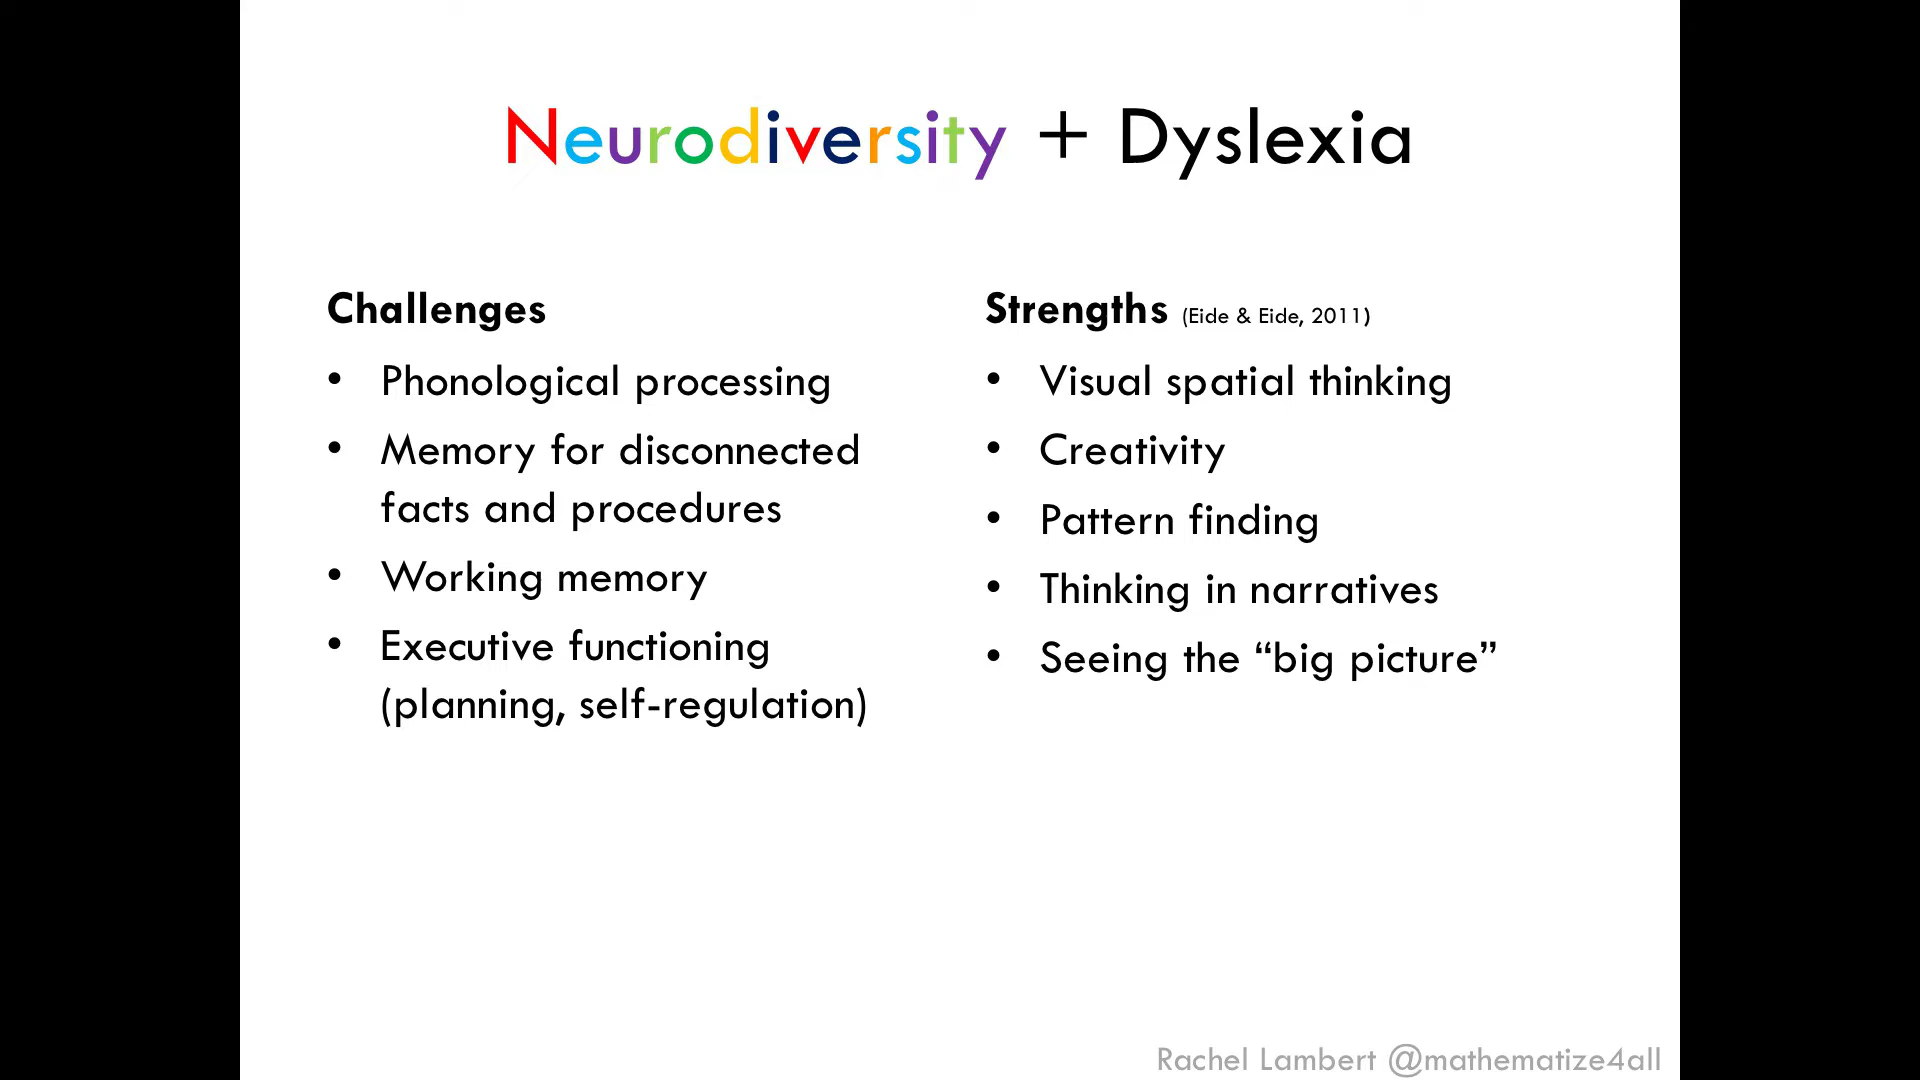 Neurodiversity + Dyslexia
Challenges
• Phonological processing
• Memory for disconnected
facts and procedures
• Working memory
• Executive functioning
(planning, self-regulation)
Strengths (Eide & Eide, 2011)
• Visual spatial thinking
• Creativity
• Pattern finding
• Thinking in narratives
• Seeing the “big picture”
Rachel Lambert @mathematize4all